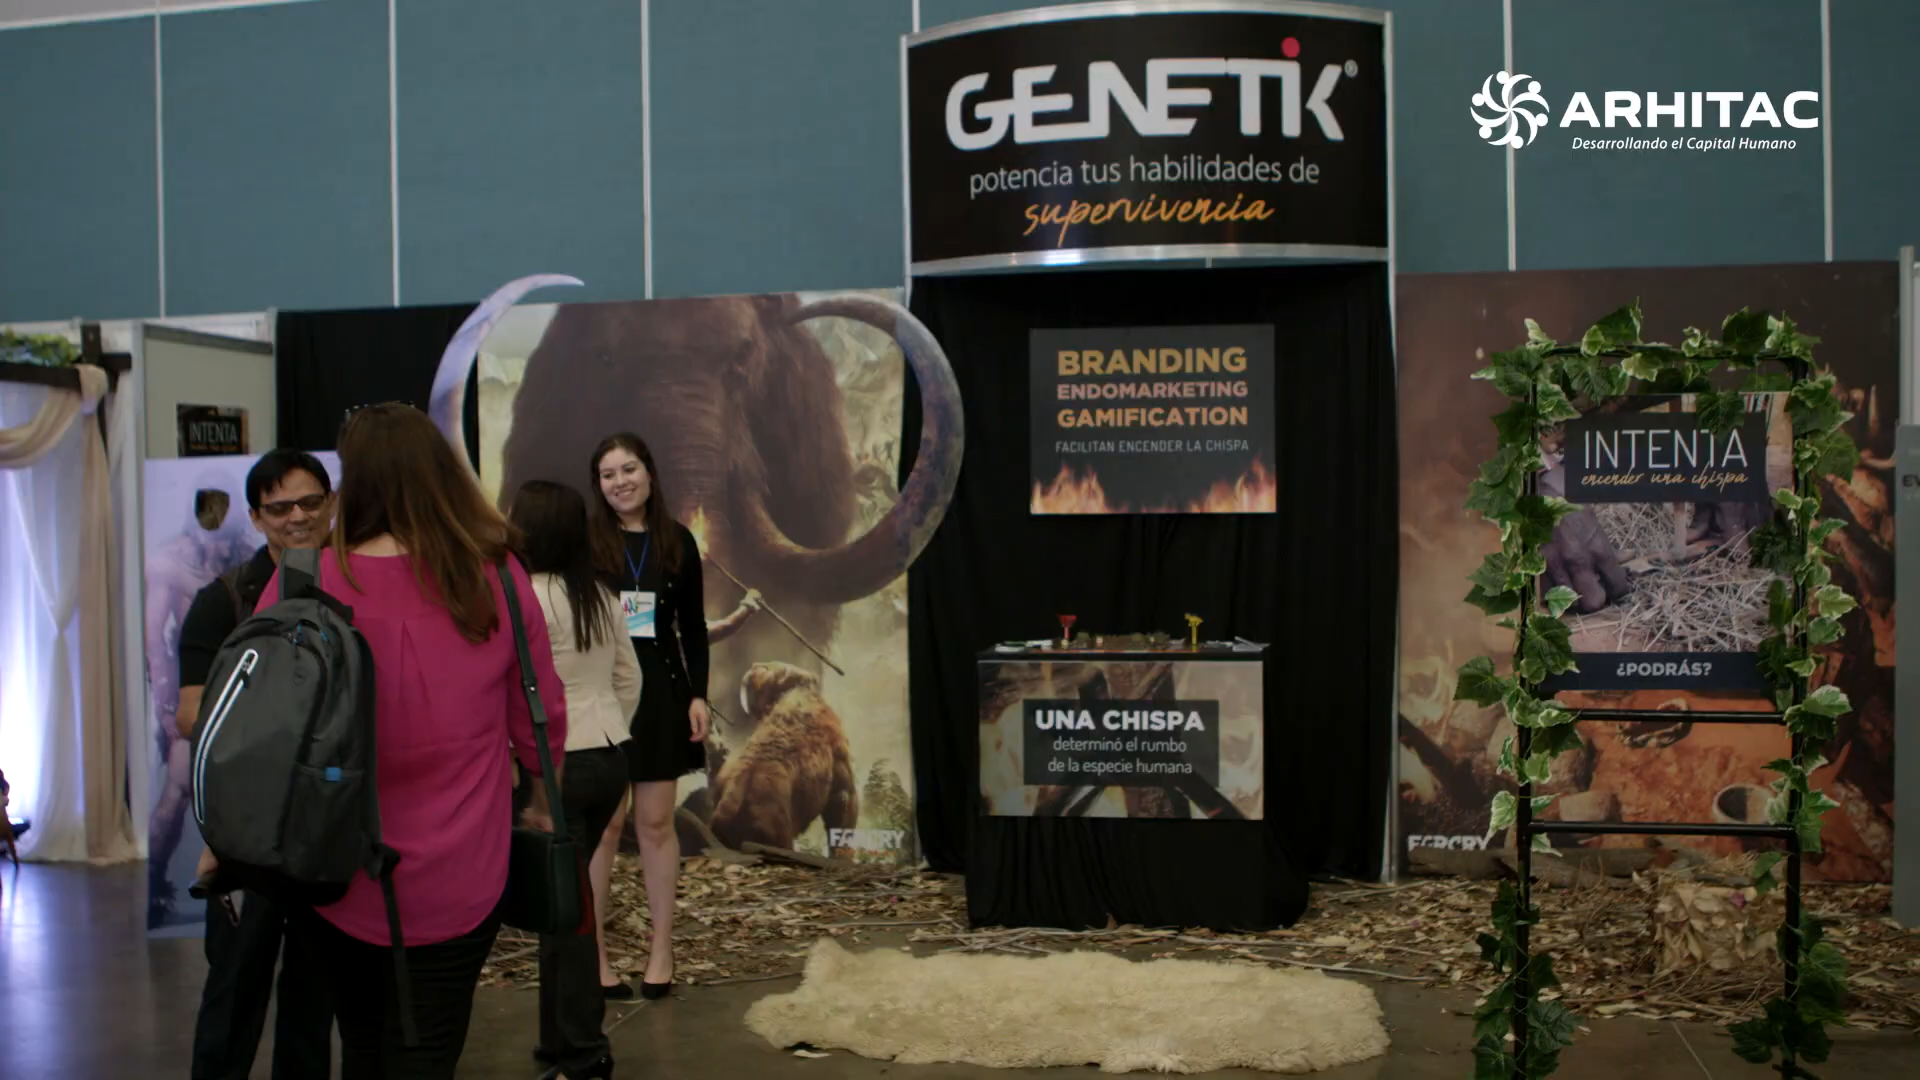 GENETIK®
potencia tus habilidades de
supervivencia
ARHITAC
Desarrollando el Capital Humano
BRANDING
ENDOMARKETING
GAMIFICATION
FACILITAN ENCENDER LA CHISPA
INTENTA
INTENTA
encender una chispa
¿PODRÁS?
UNA CHISPA
determinó el rumbo
de la especie humana
FARCRY
FARCRY